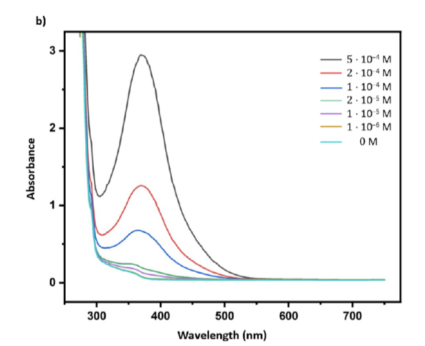 b)
3
2
1
0
Absorbance
5 · 10⁻⁴ M
2 · 10⁻⁴ M
1 · 10⁻⁴ M
2 · 10⁻⁵ M
1 · 10⁻⁵ M
1 · 10⁻⁶ M
0 M
300 400 500 600 700
Wavelength (nm)